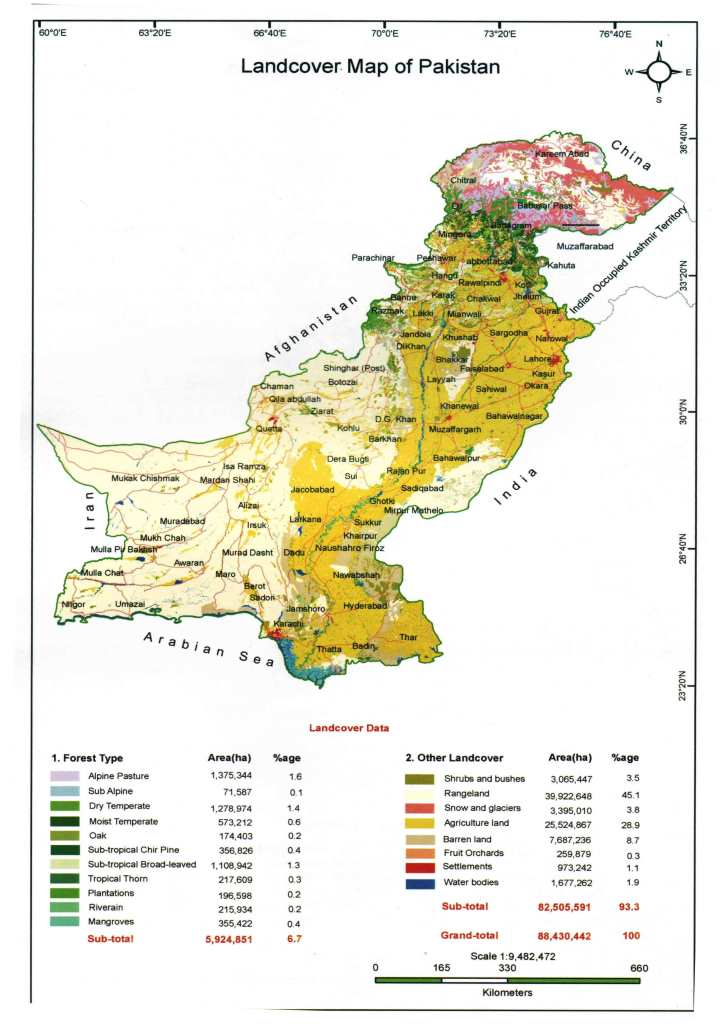 60°0'E 63°20'E 66°40'E 70°0'E 73°20'E 76°40'E
Landcover Map of Pakistan
N
W E
S
36°40'N
China
Kareem Abad
Chitral
Babusar Pass
Battagram
Mingora
Muzaffarabad
Indian Occupied Kashmir Territory
Parachinar
Peshawar
abbottabad
Kahuta
33°20'N
Hangu
Rawalpindi
Kotli
Bannu
Karak
Chakwal
Jhelum
Afghanistan
Razmak
Lakki
Mianwali
Gujrat
Jandola
Khushab
Sargodha
Narowal
DIKhan
Bhakkar
Lahore
Shinghar (Post)
Faisalabad
Kasur
Chaman
Botozai
Layyah
Sahiwal
Okara
Qila abdullah
Ziarat
Khanewal
30°0'N
Quetta
Kohlu
D.G. Khan
Muzaffargarh
Bahawalnagar
Barkhan
Isa Ramza
Dera Bugti
Bahawalpur
Mukak Chishmak
Mardan Shahi
Sui
Rajan Pur
India
Iran
Jacobabad
Sadiqabad
Alizai
Ghotki
Mirpur Mathelo
Muradabad
Irsuk
Larkana
Sukkur
Mukh Chah
Khairpur
26°40'N
Mulla Pir Bakhsh
Murad Dasht
Dadu
Naushahro Firoz
Awaran
Mulla Chat
Maro
Nawabshah
Berot
Nigor
Umazai
Sadori
Jamshoro
Hyderabad
Karachi
Arabian Sea
Thatta
Badin
Thar
23°20'N
Landcover Data
1. Forest Type Area(ha) %age
Alpine Pasture 1,375,344 1.6
Sub Alpine 71,587 0.1
Dry Temperate 1,278,974 1.4
Moist Temperate 573,212 0.6
Oak 174,403 0.2
Sub-tropical Chir Pine 356,826 0.4
Sub-tropical Broad-leaved 1,108,942 1.3
Tropical Thorn 217,609 0.3
Plantations 196,598 0.2
Riverain 215,934 0.2
Mangroves 355,422 0.4
Sub-total 5,924,851 6.7
2. Other Landcover Area(ha) %age
Shrubs and bushes 3,065,447 3.5
Rangeland 39,922,648 45.1
Snow and glaciers 3,395,010 3.8
Agriculture land 25,524,867 28.9
Barren land 7,687,236 8.7
Fruit Orchards 259,879 0.3
Settlements 973,242 1.1
Water bodies 1,677,262 1.9
Sub-total 82,505,591 93.3
Grand-total 88,430,442 100
Scale 1:9,482,472
0 165 330 660
Kilometers